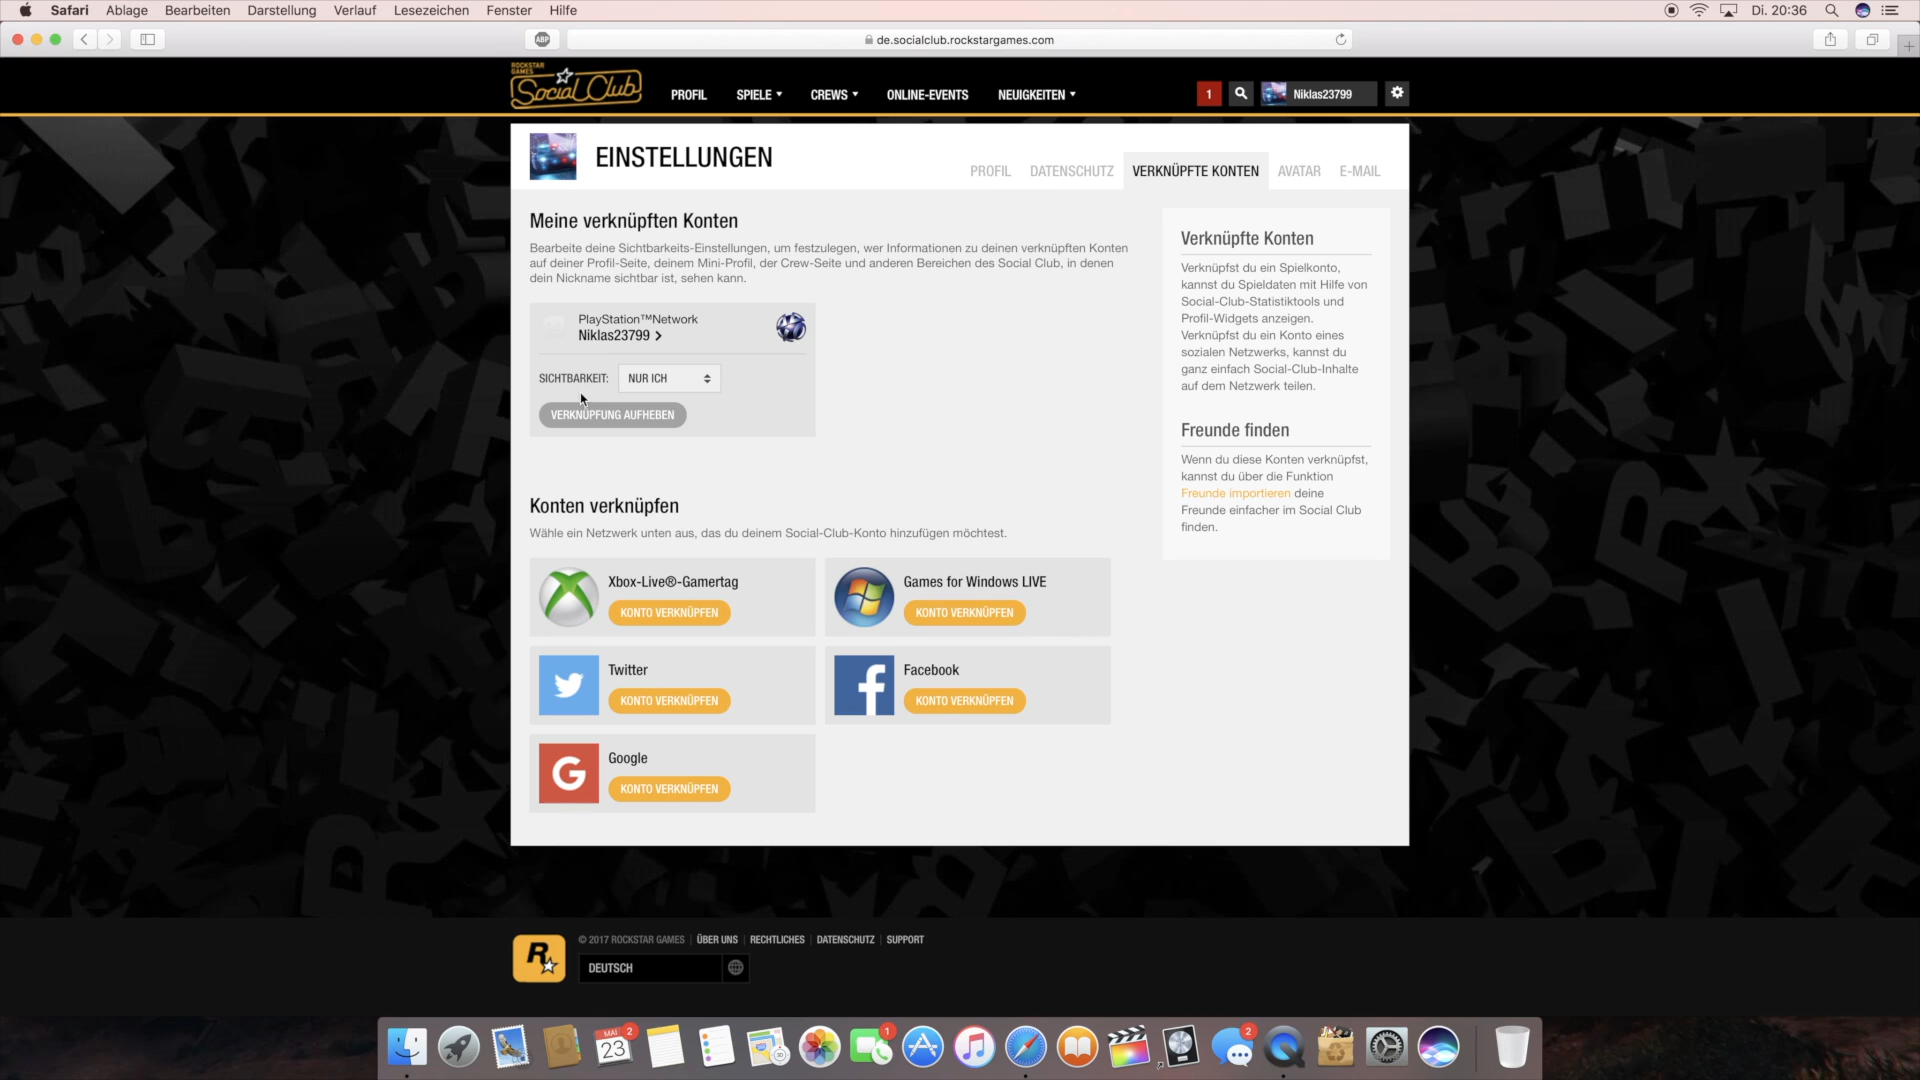 Safari Ablage Bearbeiten Darstellung Verlauf Lesezeichen Fenster Hilfe Di. 20:36
ABP de.socialclub.rockstargames.com
ROCKSTAR GAMES Social Club
PROFIL SPIELE CREWS ONLINE-EVENTS NEUIGKEITEN 1 Niklas23799
EINSTELLUNGEN
PROFIL DATENSCHUTZ VERKNÜPFTE KONTEN AVATAR E-MAIL
Meine verknüpften Konten
Bearbeite deine Sichtbarkeits-Einstellungen, um festzulegen, wer Informationen zu deinen verknüpften Konten
auf deiner Profil-Seite, deinem Mini-Profil, der Crew-Seite und anderen Bereichen des Social Club, in denen
dein Nickname sichtbar ist, sehen kann.
PlayStation™Network
Niklas23799
SICHTBARKEIT: NUR ICH
VERKNÜPFUNG AUFHEBEN
Konten verknüpfen
Wähle ein Netzwerk unten aus, das du deinem Social-Club-Konto hinzufügen möchtest.
Xbox-Live®-Gamertag
KONTO VERKNÜPFEN
Games for Windows LIVE
KONTO VERKNÜPFEN
Twitter
KONTO VERKNÜPFEN
Facebook
KONTO VERKNÜPFEN
Google
KONTO VERKNÜPFEN
Verknüpfte Konten
Verknüpfst du ein Spielkonto,
kannst du Spieldaten mit Hilfe von
Social-Club-Statistiktools und
Profil-Widgets anzeigen.
Verknüpfst du ein Konto eines
sozialen Netzwerks, kannst du
ganz einfach Social-Club-Inhalte
auf dem Netzwerk teilen.
Freunde finden
Wenn du diese Konten verknüpfst,
kannst du über die Funktion
Freunde importieren deine
Freunde einfacher im Social Club
finden.
© 2017 ROCKSTAR GAMES | ÜBER UNS | RECHTLICHES | DATENSCHUTZ | SUPPORT
DEUTSCH
MAI 2
23
1
2